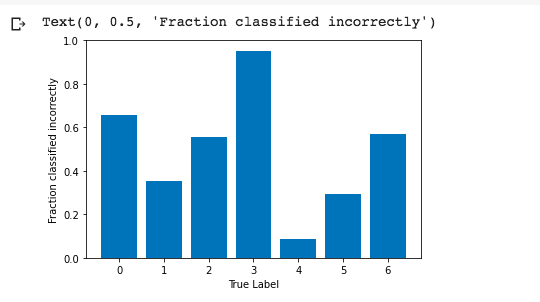 Text(0, 0.5, 'Fraction classified incorrectly')
1.0
0.8
0.6
0.4
0.2
0.0
Fraction classified incorrectly
0 1 2 3 4 5 6
True Label